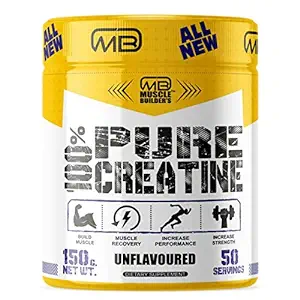 MB
ALL NEW
ALL NEW
MB
MUSCLE
BUILDER'S
100% PURE
CREATINE
BUILD
MUSCLE
MUSCLE
RECOVERY
INCREASE
PERFORMANCE
INCREASE
STRENGTH
150G.
NET WT.
UNFLAVOURED
DIETARY SUPPLEMENT
50
SERVINGS